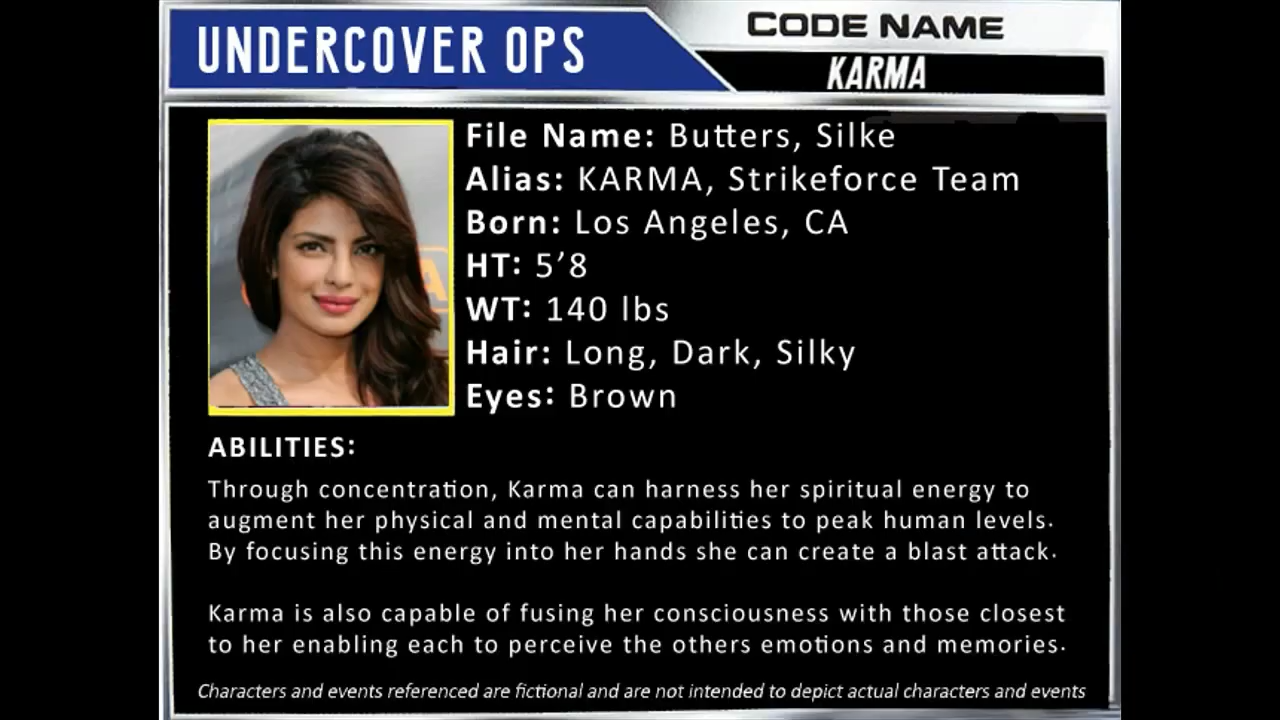 UNDERCOVER OPS
CODE NAME
KARMA
File Name: Butters, Silke
Alias: KARMA, Strikeforce Team
Born: Los Angeles, CA
HT: 5’8
WT: 140 lbs
Hair: Long, Dark, Silky
Eyes: Brown
ABILITIES:
Through concentration, Karma can harness her spiritual energy to
augment her physical and mental capabilities to peak human levels.
By focusing this energy into her hands she can create a blast attack.
Karma is also capable of fusing her consciousness with those closest
to her enabling each to perceive the others emotions and memories.
Characters and events referenced are fictional and are not intended to depict actual characters and events